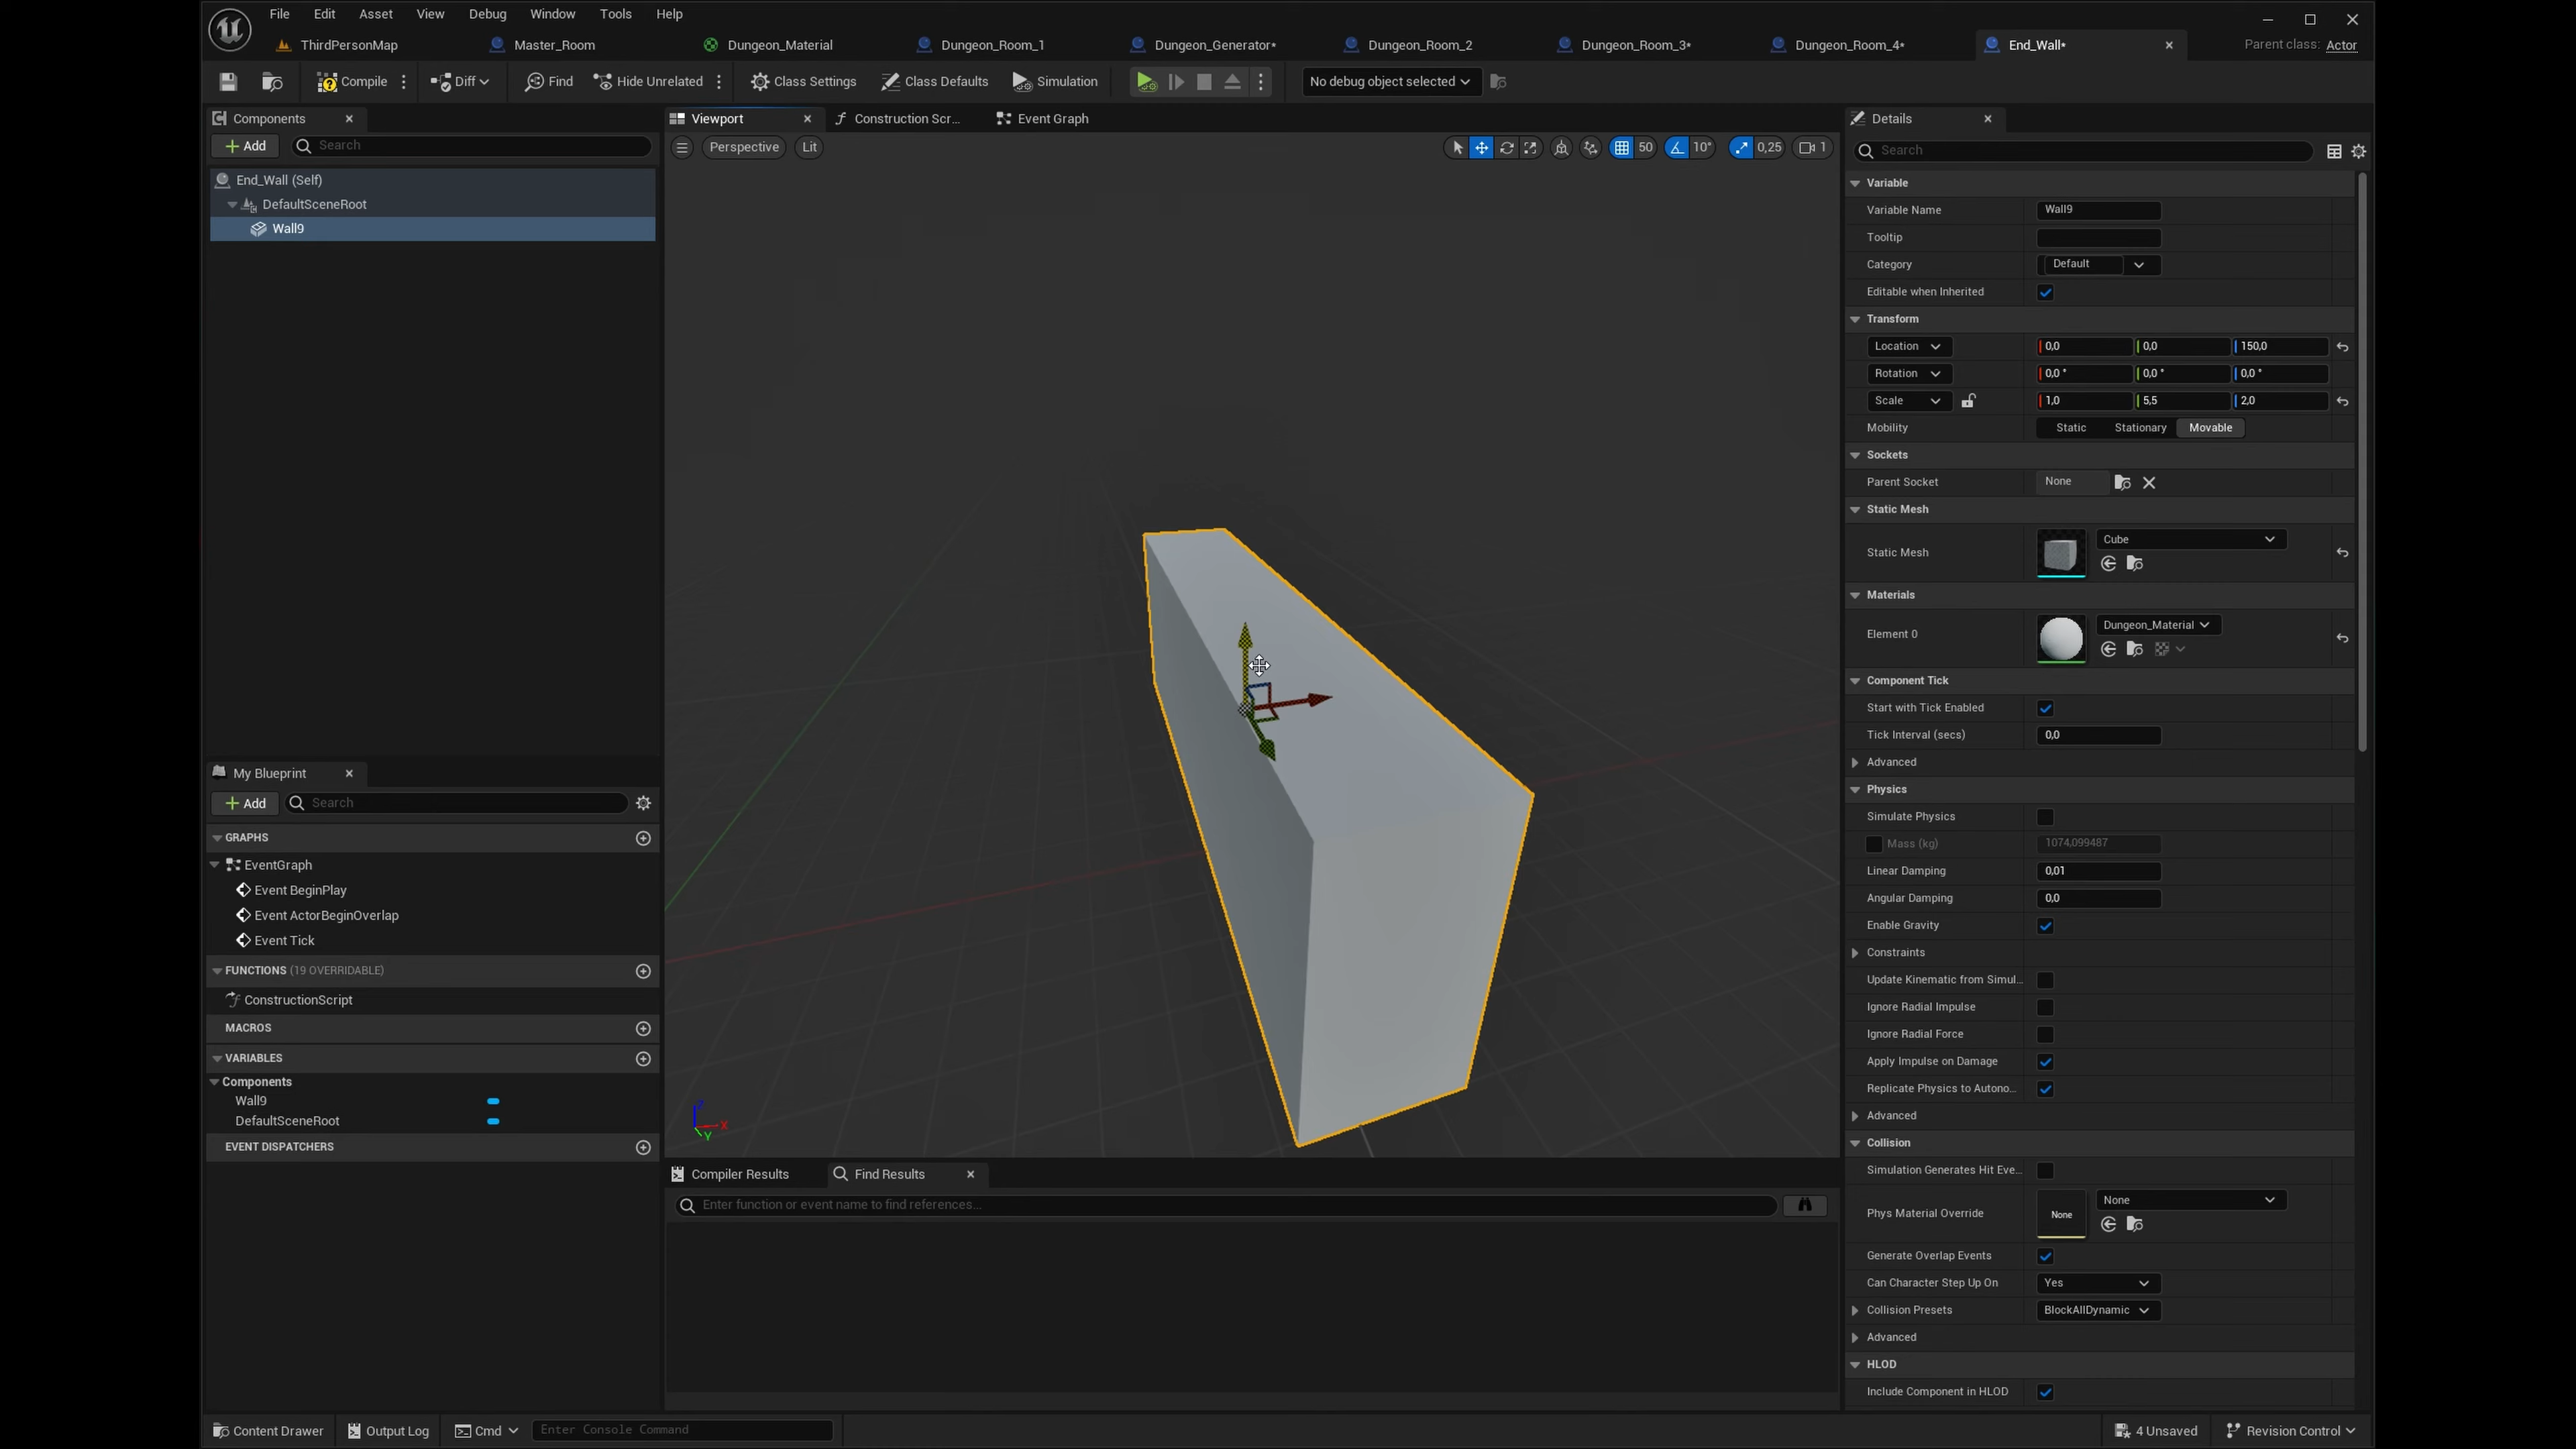 File Edit Asset View Debug Window Tools Help
ThirdPersonMap Master_Room Dungeon_Material Dungeon_Room_1 Dungeon_Generator* Dungeon_Room_2 Dungeon_Room_3* Dungeon_Room_4* End_Wall* Parent class: Actor
Compile Diff Find Hide Unrelated Class Settings Class Defaults Simulation No debug object selected
Components
Add Search
End_Wall (Self)
DefaultSceneRoot
Wall9
My Blueprint
Add Search
GRAPHS
EventGraph
Event BeginPlay
Event ActorBeginOverlap
Event Tick
FUNCTIONS (19 OVERRIDABLE)
ConstructionScript
MACROS
VARIABLES
Components
Wall9
DefaultSceneRoot
EVENT DISPATCHERS
Viewport Construction Scr... Event Graph
Perspective Lit 50 10° 0,25 1
Z
X
Y
Compiler Results Find Results
Enter function or event name to find references...
Details
Search
Variable
Variable Name Wall9
Tooltip
Category Default
Editable when Inherited
Transform
Location 0,0 0,0 150,0
Rotation 0,0 ° 0,0 ° 0,0 °
Scale 1,0 5,5 2,0
Mobility Static Stationary Movable
Sockets
Parent Socket None
Static Mesh
Static Mesh Cube
Materials
Element 0 Dungeon_Material
Component Tick
Start with Tick Enabled
Tick Interval (secs) 0,0
Advanced
Physics
Simulate Physics
Mass (kg) 1074,099487
Linear Damping 0,01
Angular Damping 0,0
Enable Gravity
Constraints
Update Kinematic from Simul...
Ignore Radial Impulse
Ignore Radial Force
Apply Impulse on Damage
Replicate Physics to Autono...
Advanced
Collision
Simulation Generates Hit Eve...
Phys Material Override None None
Generate Overlap Events
Can Character Step Up On Yes
Collision Presets BlockAllDynamic
Advanced
HLOD
Include Component in HLOD
Content Drawer Output Log Cmd Enter Console Command 4 Unsaved Revision Control